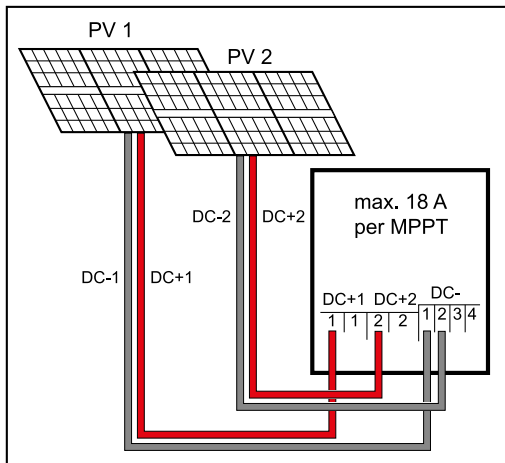 PV 1
PV 2
max. 18 A
per MPPT
DC-2
DC+2
DC-1
DC+1
DC+1 DC+2 DC-
1 1 2 2 1 2 3 4